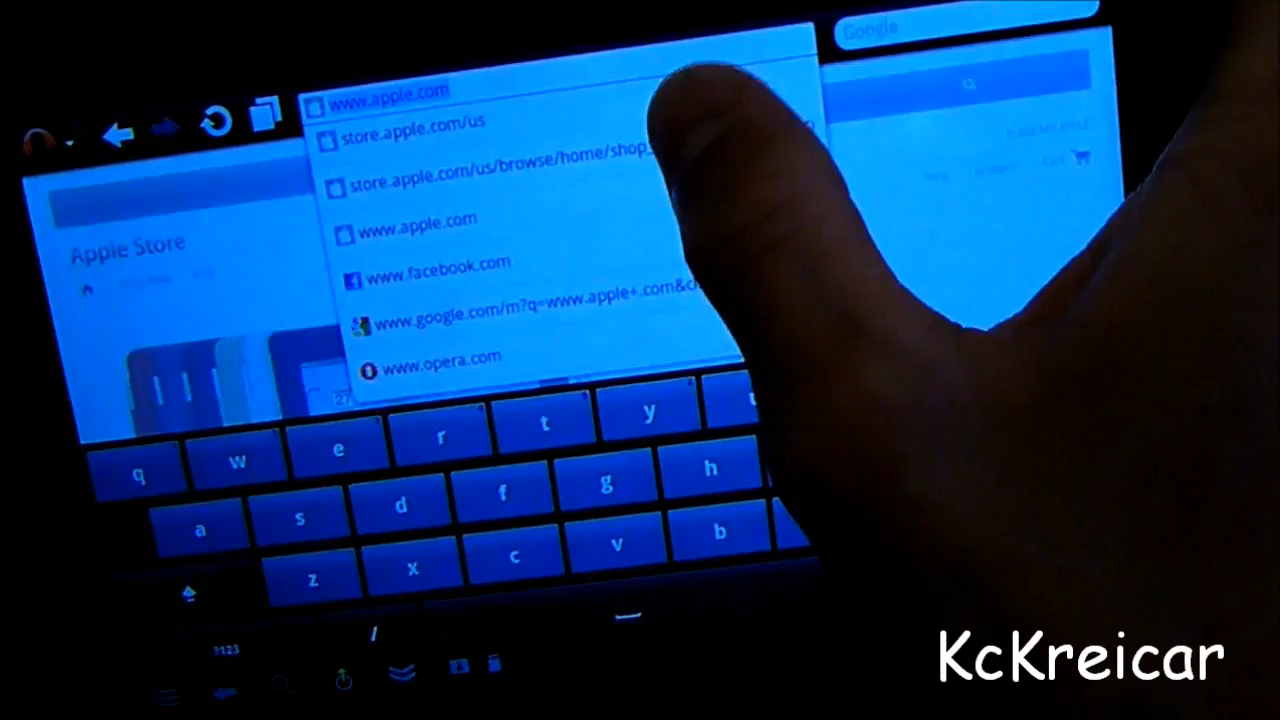 Google
www.apple.com
store.apple.com/us
store.apple.com/us/browse/home/shop_
www.apple.com
www.facebook.com
www.google.com/m?q=www.apple+.com&c
www.opera.com
Apple Store
27
q w e r t y
a s d f g h
z x c v b
?123 /
KcKreicar